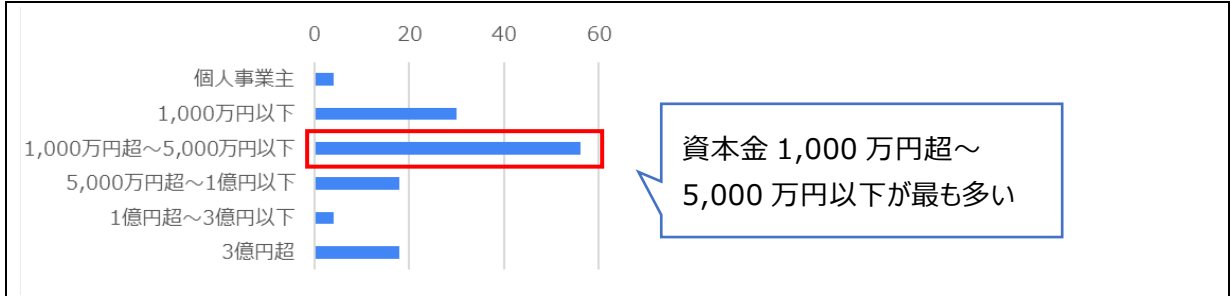 0 20 40 60
個人事業主
1,000万円以下
1,000万円超～5,000万円以下
5,000万円超～1億円以下
1億円超～3億円以下
3億円超
資本金 1,000 万円超～
5,000 万円以下が最も多い